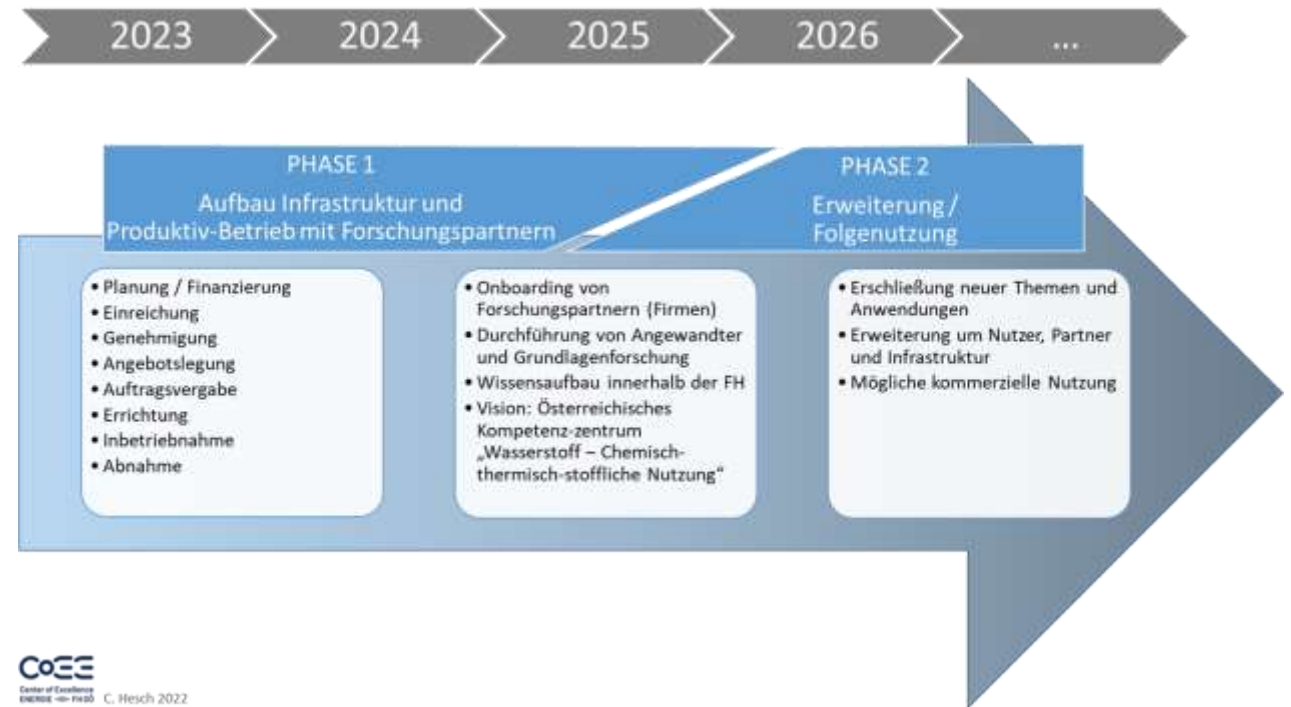 2023
2024
2025
2026
...
PHASE 1
Aufbau Infrastruktur und
Produktiv-Betrieb mit Forschungspartnern
PHASE 2
Erweiterung /
Folgenutzung
• Planung / Finanzierung
• Einreichung
• Genehmigung
• Angebotslegung
• Auftragsvergabe
• Errichtung
• Inbetriebnahme
• Abnahme
• Onboarding von
Forschungspartnern (Firmen)
• Durchführung von Angewandter
und Grundlagenforschung
• Wissensaufbau innerhalb der FH
• Vision: Österreichisches
Kompetenz-zentrum
„Wasserstoff – Chemisch-
thermisch-stoffliche Nutzung“
• Erschließung neuer Themen und
Anwendungen
• Erweiterung um Nutzer, Partner
und Infrastruktur
• Mögliche kommerzielle Nutzung
CoEE
Center of Excellence
ENERGIE
C. Hesch 2022